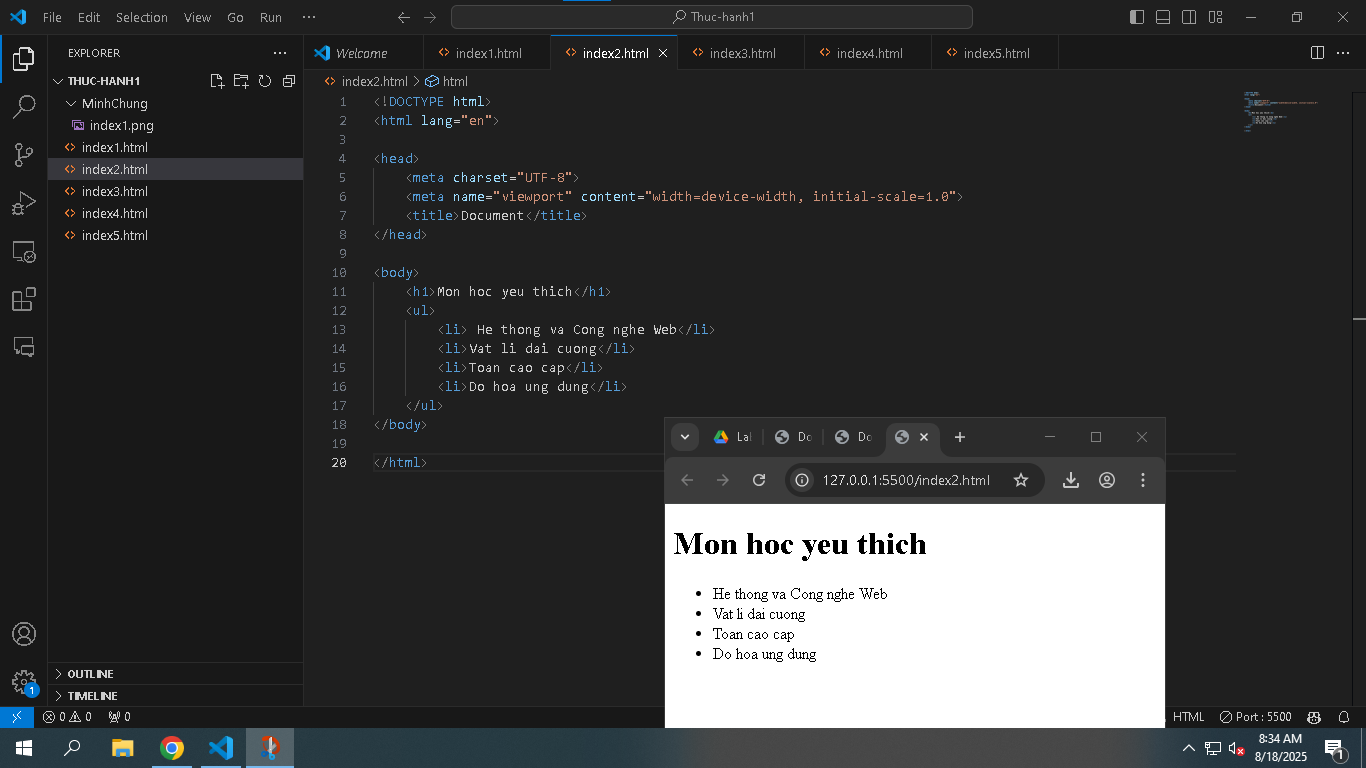 File Edit Selection View Go Run ··· Thuc-hanh1
EXPLORER ···
THUC-HANH1
MinhChung
index1.png
index1.html
index2.html
index3.html
index4.html
index5.html
OUTLINE
TIMELINE
Welcome index1.html index2.html index3.html index4.html index5.html
index2.html > html
1 <!DOCTYPE html>
2 <html lang="en">
3
4 <head>
5 <meta charset="UTF-8">
6 <meta name="viewport" content="width=device-width, initial-scale=1.0">
7 <title>Document</title>
8 </head>
9
10 <body>
11 <h1>Mon hoc yeu thich</h1>
12 <ul>
13 <li> He thong va Cong nghe Web</li>
14 <li>Vat li dai cuong</li>
15 <li>Toan cao cap</li>
16 <li>Do hoa ung dung</li>
17 </ul>
18 </body>
19
20 </html>
Do Do
127.0.0.1:5500/index2.html
Mon hoc yeu thich
• He thong va Cong nghe Web
• Vat li dai cuong
• Toan cao cap
• Do hoa ung dung
1
0 0 0 HTML Port : 5500
8:34 AM
8/18/2025
1